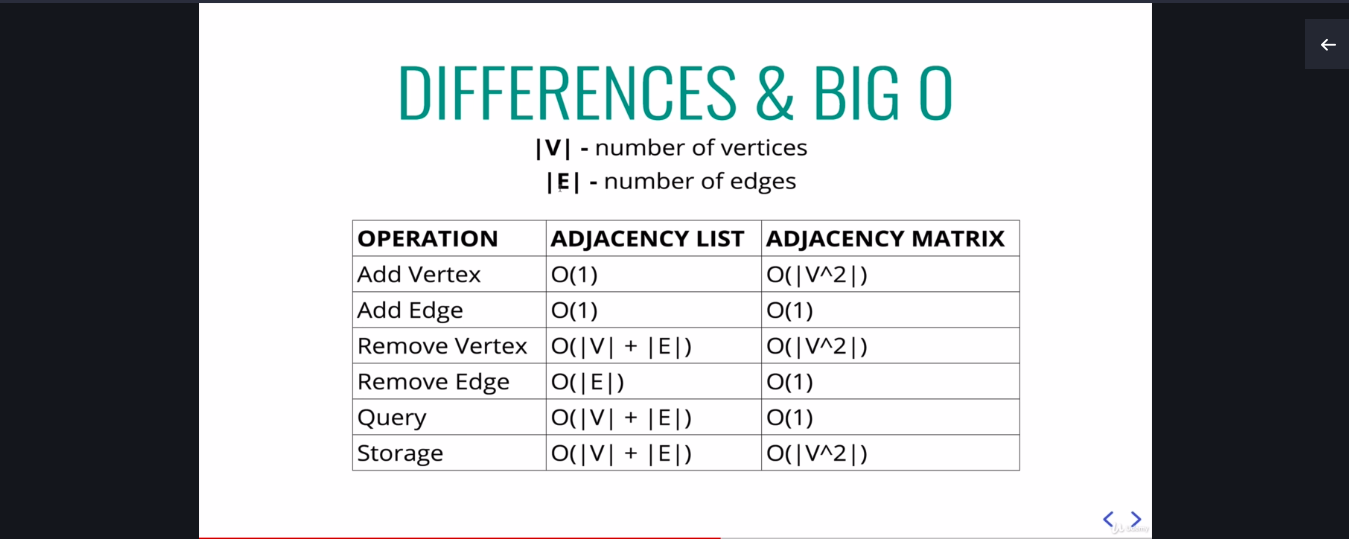 DIFFERENCES & BIG O
|V| - number of vertices
|E| - number of edges
OPERATION ADJACENCY LIST ADJACENCY MATRIX
Add Vertex O(1) O(|V^2|)
Add Edge O(1) O(1)
Remove Vertex O(|V| + |E|) O(|V^2|)
Remove Edge O(|E|) O(1)
Query O(|V| + |E|) O(1)
Storage O(|V| + |E|) O(|V^2|)